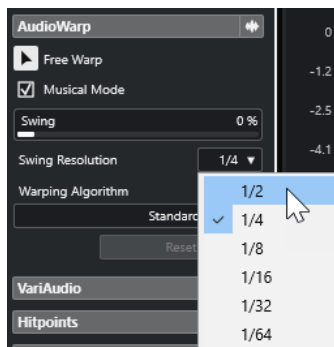 AudioWarp
0
Free Warp
-1.2
Musical Mode
-2.5
Swing 0 %
-4.1
Swing Resolution 1/4
Warping Algorithm
1/2
Standard
1/4
Reset
1/8
VariAudio
1/16
Hitpoints
1/32
1/64